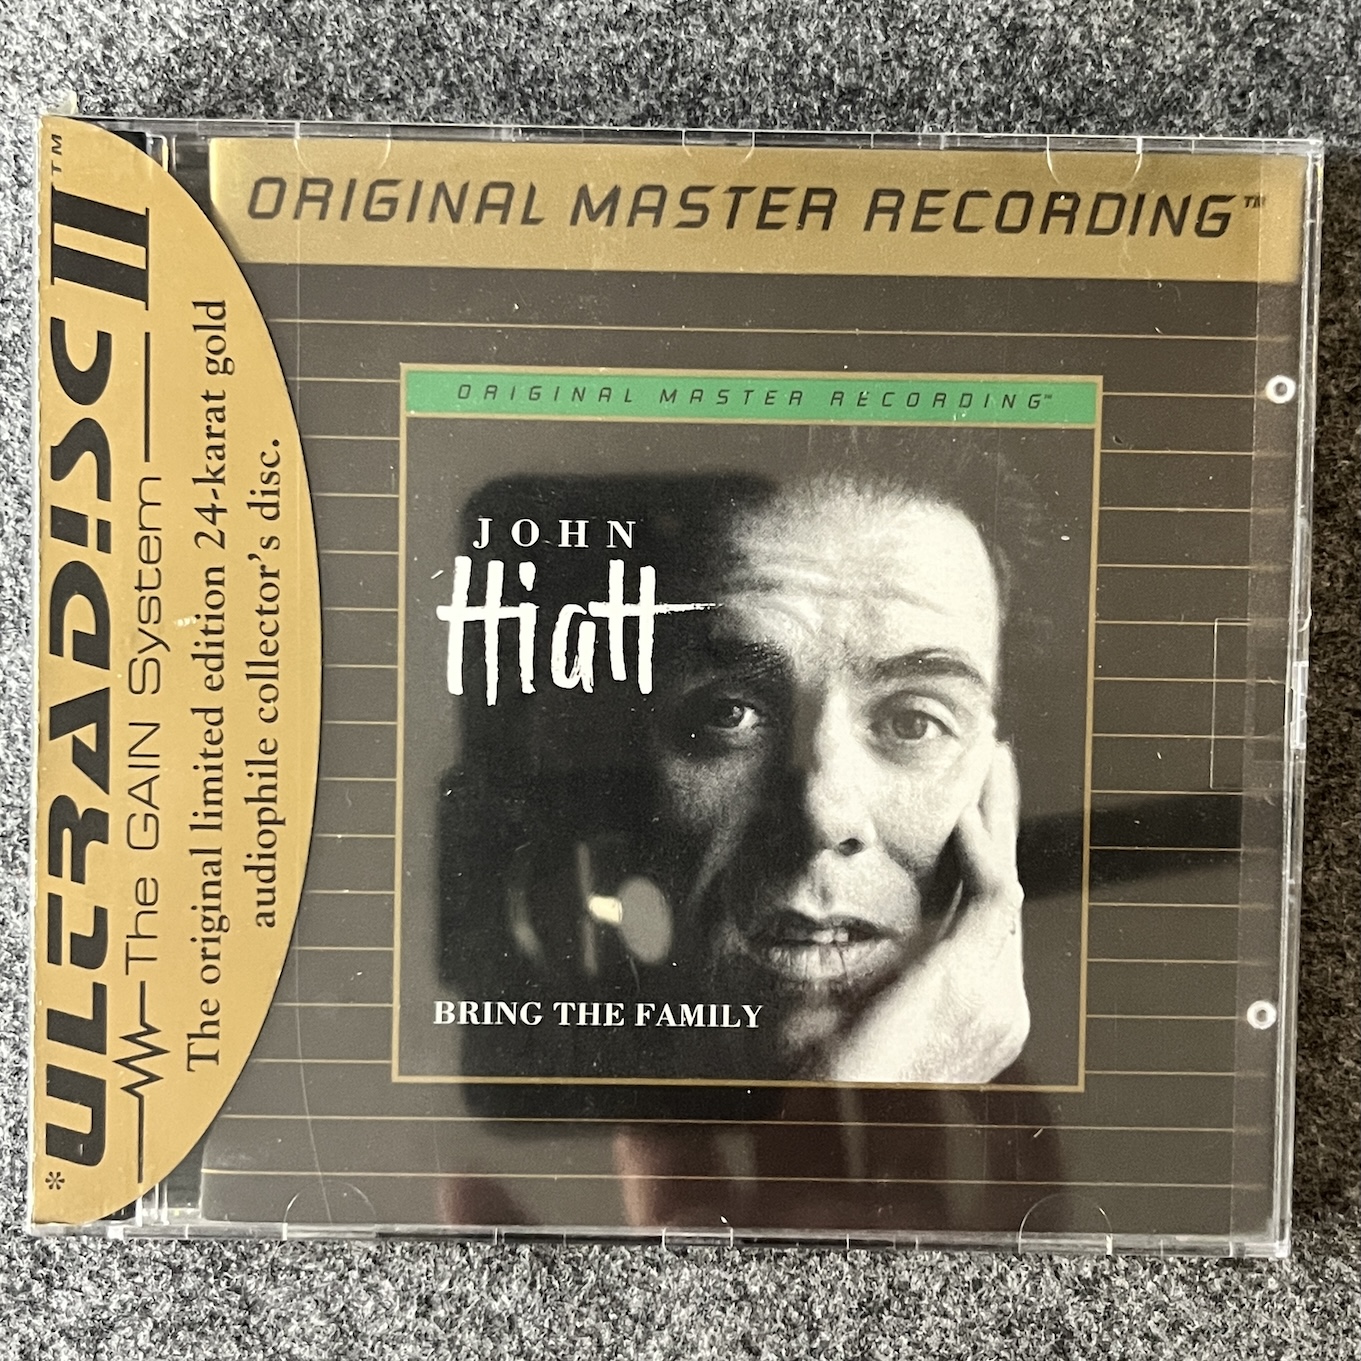 ORIGINAL MASTER RECORDING™
*ULTRADISC II™
The GAIN System
The original limited edition 24-karat gold
audiophile collector's disc.
ORIGINAL MASTER RECORDING™
JOHN
Hiatt
BRING THE FAMILY